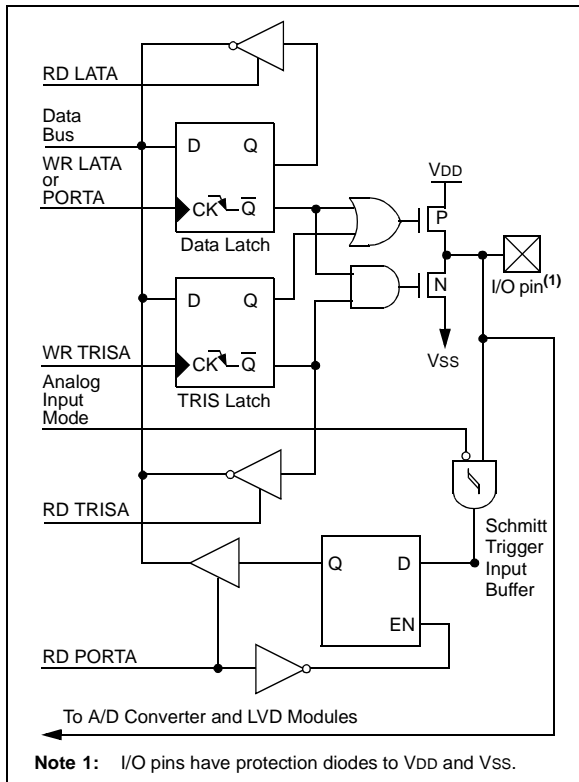 RD LATA
Data
Bus
WR LATA
or
PORTA
D Q
CK Q
Data Latch
VDD
P
N
I/O pin(1)
VSS
D Q
CK Q
TRIS Latch
WR TRISA
Analog
Input
Mode
RD TRISA
Schmitt
Trigger
Input
Buffer
Q D
EN
RD PORTA
To A/D Converter and LVD Modules
Note 1: I/O pins have protection diodes to VDD and VSS.